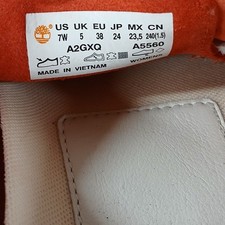 US UK EU JP MX CN
7W 5 38 24 23,5 240(1.5)
A2GXQ A5560
MADE IN VIETNAM WOMENS